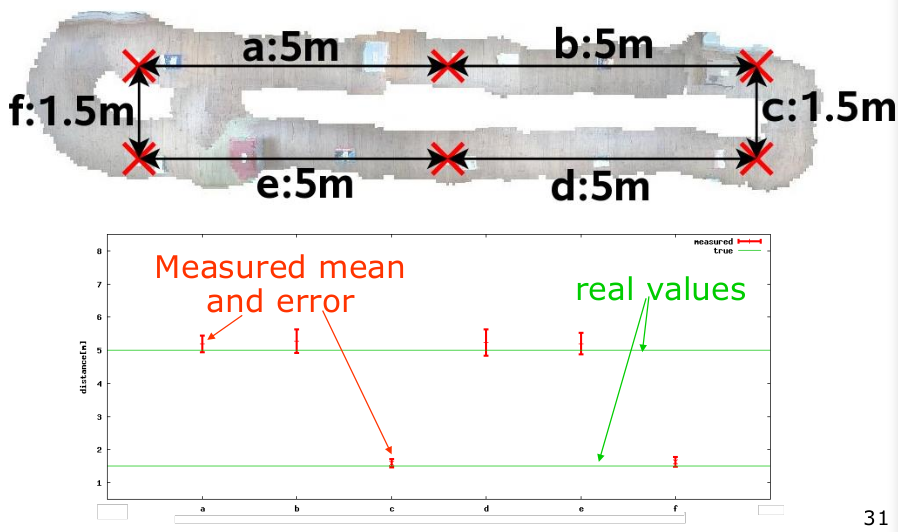 a:5m
b:5m
f:1.5m
c:1.5m
e:5m
d:5m
measured
true
Measured mean
and error
real values
distance[m]
8
7
6
5
4
3
2
1
a
b
c
d
e
f
31